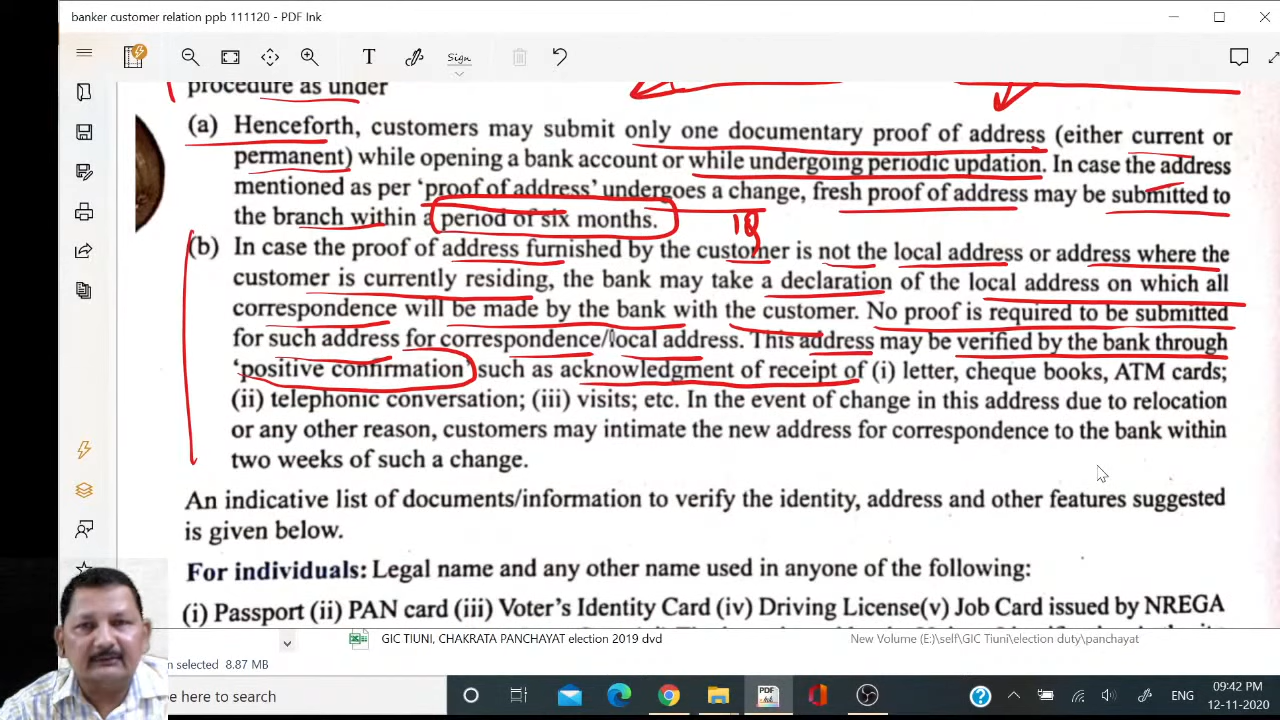 banker customer relation ppb 111120 - PDF Ink
T
Sign
procedure as under
(a) Henceforth, customers may submit only one documentary proof of address (either current or
permanent) while opening a bank account or while undergoing periodic updation. In case the address
mentioned as per 'proof of address' undergoes a change, fresh proof of address may be submitted to
the branch within a period of six months.
(b) In case the proof of address furnished by the customer is not the local address or address where the
customer is currently residing, the bank may take a declaration of the local address on which all
correspondence will be made by the bank with the customer. No proof is required to be submitted
for such address for correspondence/local address. This address may be verified by the bank through
'positive confirmation' such as acknowledgment of receipt of (i) letter, cheque books, ATM cards;
(ii) telephonic conversation; (iii) visits; etc. In the event of change in this address due to relocation
or any other reason, customers may intimate the new address for correspondence to the bank within
two weeks of such a change.
An indicative list of documents/information to verify the identity, address and other features suggested
is given below.
For individuals: Legal name and any other name used in anyone of the following:
(i) Passport (ii) PAN card (iii) Voter's Identity Card (iv) Driving License(v) Job Card issued by NREGA
GIC TIUNI, CHAKRATA PANCHAYAT election 2019 dvd
New Volume (E:)\self\GIC Tiuni\election duty\panchayat
m selected 8.87 MB
pe here to search
PDF
Ink
ENG
09:42 PM
12-11-2020